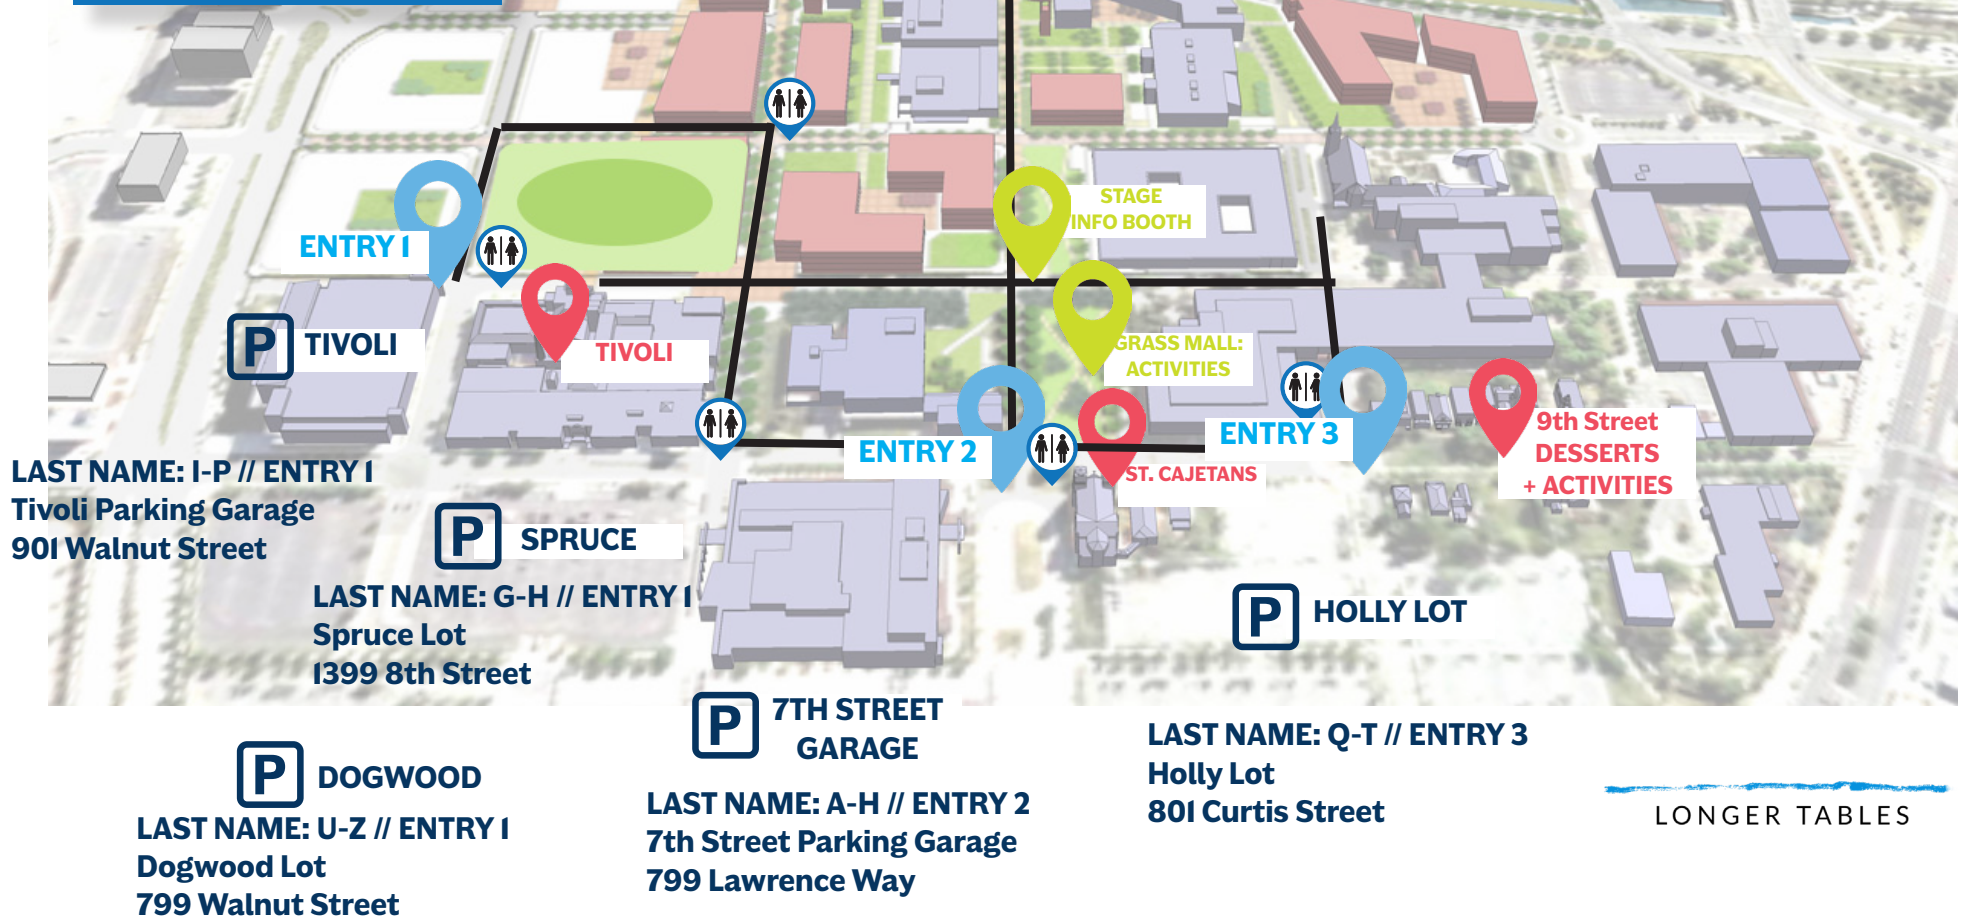 STAGE
INFO BOOTH
ENTRY 1
P
TIVOLI
TIVOLI
GRASS MALL:
ACTIVITIES
ENTRY 2
ENTRY 3
9th Street
DESSERTS
+ ACTIVITIES
ST. CAJETANS
LAST NAME: I-P // ENTRY 1
Tivoli Parking Garage
901 Walnut Street
P
SPRUCE
LAST NAME: G-H // ENTRY 1
Spruce Lot
1399 8th Street
P
HOLLY LOT
P
7TH STREET
GARAGE
LAST NAME: Q-T // ENTRY 3
Holly Lot
801 Curtis Street
P
DOGWOOD
LAST NAME: U-Z // ENTRY 1
Dogwood Lot
799 Walnut Street
LAST NAME: A-H // ENTRY 2
7th Street Parking Garage
799 Lawrence Way
LONGER TABLES